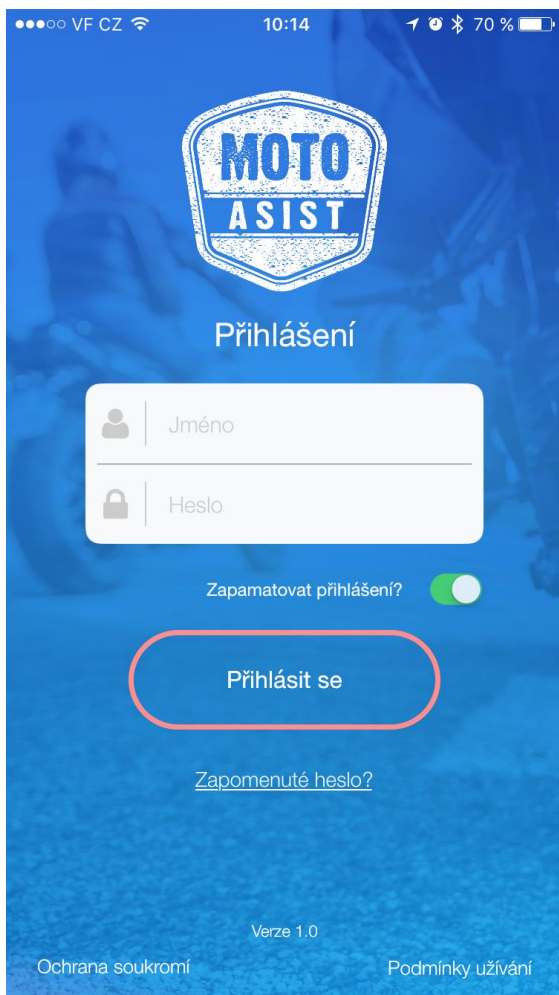 VF CZ 10:14 70 %
MOTO
ASIST
Přihlášení
Jméno
Heslo
Zapamatovat přihlášení?
Přihlásit se
Zapomenuté heslo?
Verze 1.0
Ochrana soukromí Podmínky užívání